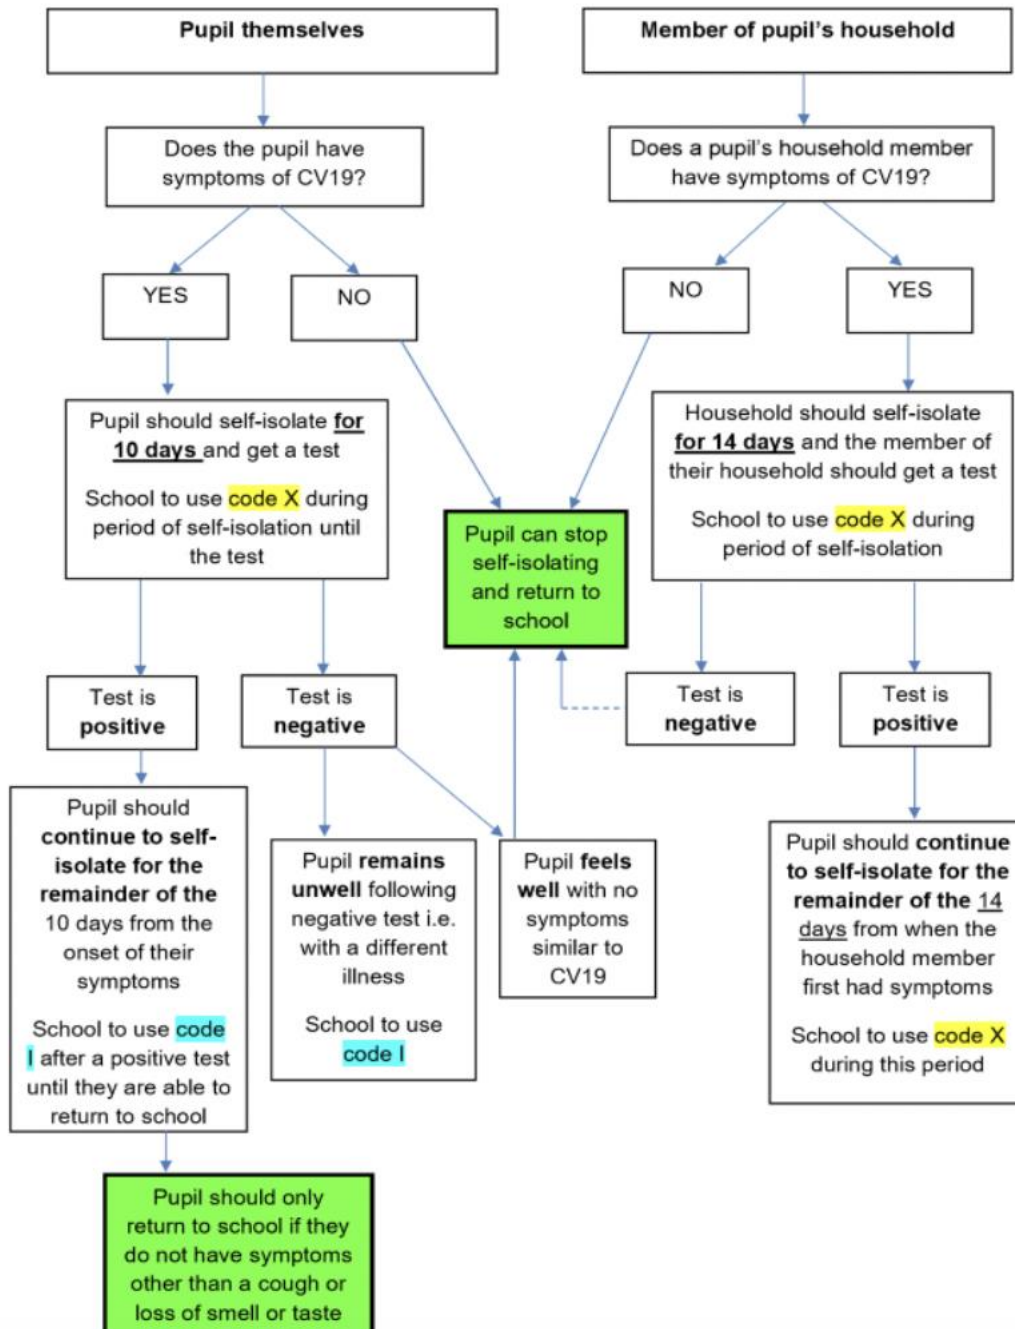 Pupil themselves
Member of pupil's household
Does the pupil have
symptoms of CV19?
Does a pupil's household member
have symptoms of CV19?
YES
NO
NO
YES
Pupil should self-isolate for
10 days and get a test
School to use code X during
period of self-isolation until
the test
Household should self-isolate
for 14 days and the member of
their household should get a test
School to use code X during
period of self-isolation
Pupil can stop
self-isolating
and return to
school
Test is
positive
Test is
negative
Test is
negative
Test is
positive
Pupil should
continue to self-
isolate for the
remainder of the
10 days from the
onset of their
symptoms
School to use code
I after a positive test
until they are able to
return to school
Pupil remains
unwell following
negative test i.e.
with a different
illness
School to use
code I
Pupil feels
well with no
symptoms
similar to
CV19
Pupil should continue
to self-isolate for the
remainder of the 14
days from when the
household member
first had symptoms
School to use code X
during this period
Pupil should only
return to school if they
do not have symptoms
other than a cough or
loss of smell or taste